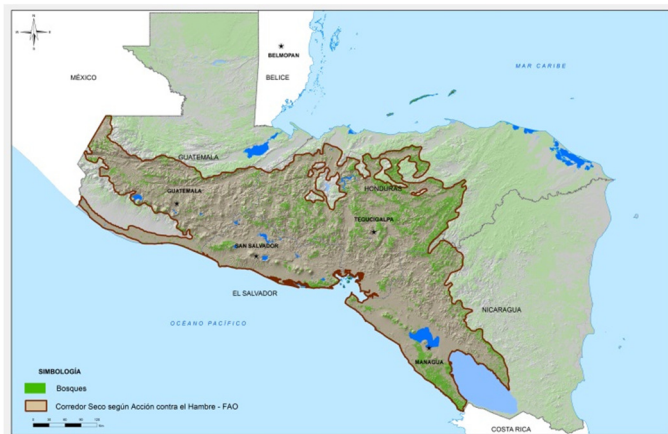 N
BELMOPAN
MÉXICO
BELICE
MAR CARIBE
GUATEMALA
HONDURAS
GUATEMALA
TEGUCIGALPA
SAN SALVADOR
EL SALVADOR
NICARAGUA
OCEANO PACÍFICO
MANAGUA
SIMBOLOGÍA
Bosques
Corredor Seco según Acción contra el Hambre - FAO
COSTA RICA